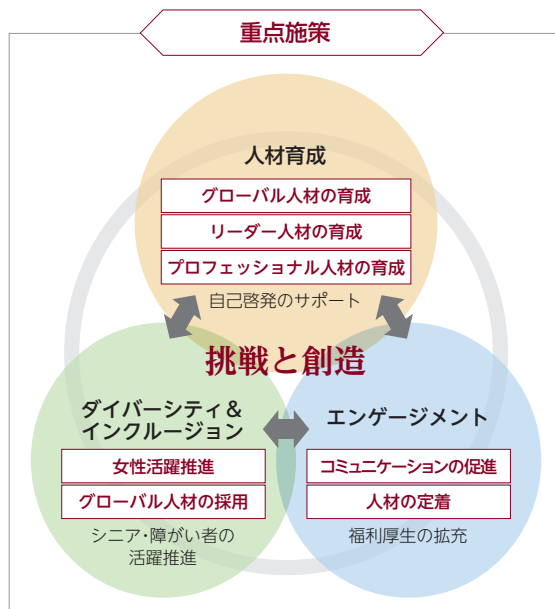 重点施策
人材育成
グローバル人材の育成
リーダー人材の育成
プロフェッショナル人材の育成
自己啓発のサポート
挑戦と創造
ダイバーシティ＆
インクルージョン
女性活躍推進
グローバル人材の採用
シニア・障がい者の
活躍推進
エンゲージメント
コミュニケーションの促進
人材の定着
福利厚生の拡充